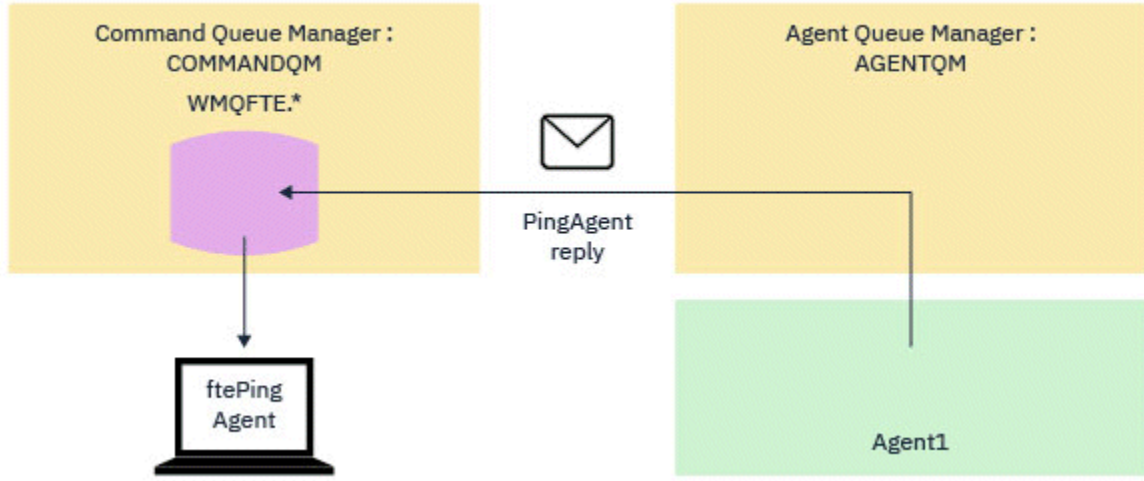 Command Queue Manager :
COMMANDQM
WMQFTE.*
Agent Queue Manager :
AGENTQM
PingAgent
reply
ftePing
Agent
Agent1